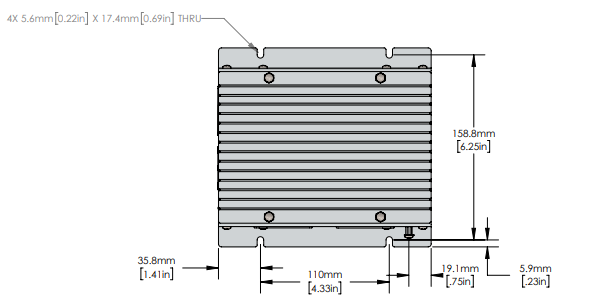 4X 5.6mm[0.22in] X 17.4mm[0.69in] THRU
158.8mm
[6.25in]
35.8mm
[1.41in]
110mm
[4.33in]
19.1mm
[.75in]
5.9mm
[.23in]